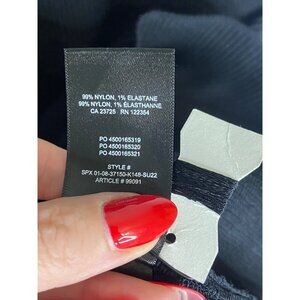 99% NYLON, 1% ELASTANE
99% NYLON, 1% ÉLASTHANNE
CA 23725 RN 122354
PO 4500165319
PO 4500165320
PO 4500165321
STYLE #
SPX 01-08-37150-K148-SU22
ARTICLE # 99091